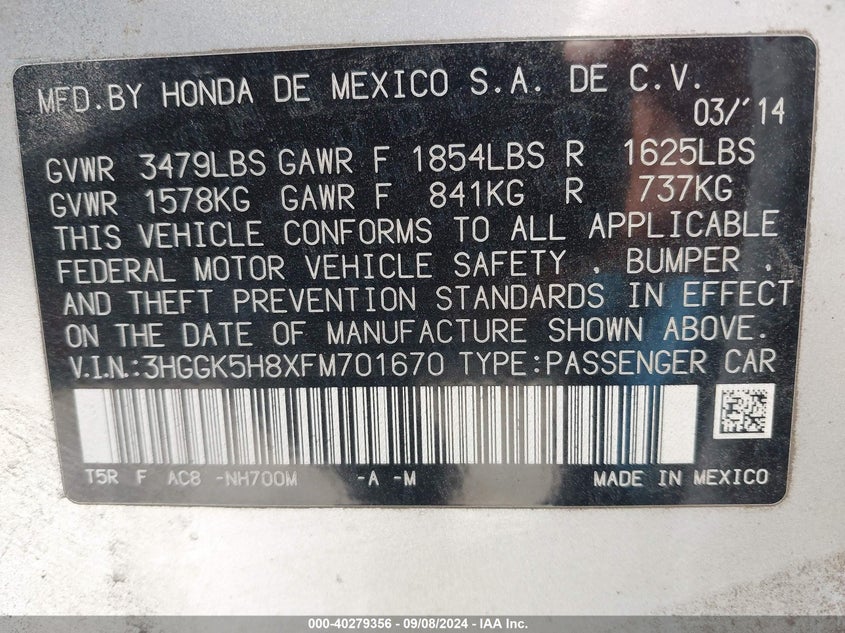 MFD.BY HONDA DE MEXICO S.A. DE C.V.
03/'14
GVWR 3479LBS GAWR F 1854LBS R 1625LBS
GVWR 1578KG GAWR F 841KG R 737KG
THIS VEHICLE CONFORMS TO ALL APPLICABLE
FEDERAL MOTOR VEHICLE SAFETY , BUMPER ,
AND THEFT PREVENTION STANDARDS IN EFFECT
ON THE DATE OF MANUFACTURE SHOWN ABOVE.
V.I.N.:3HGGK5H8XFM701670 TYPE:PASSENGER CAR
T5R F AC8 -NH700M -A -M MADE IN MEXICO
000-40279356 - 09/08/2024 - IAA Inc.